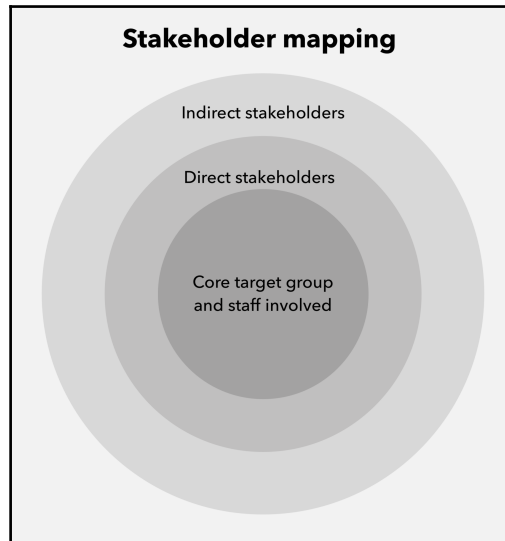 Stakeholder mapping
Indirect stakeholders
Direct stakeholders
Core target group
and staff involved